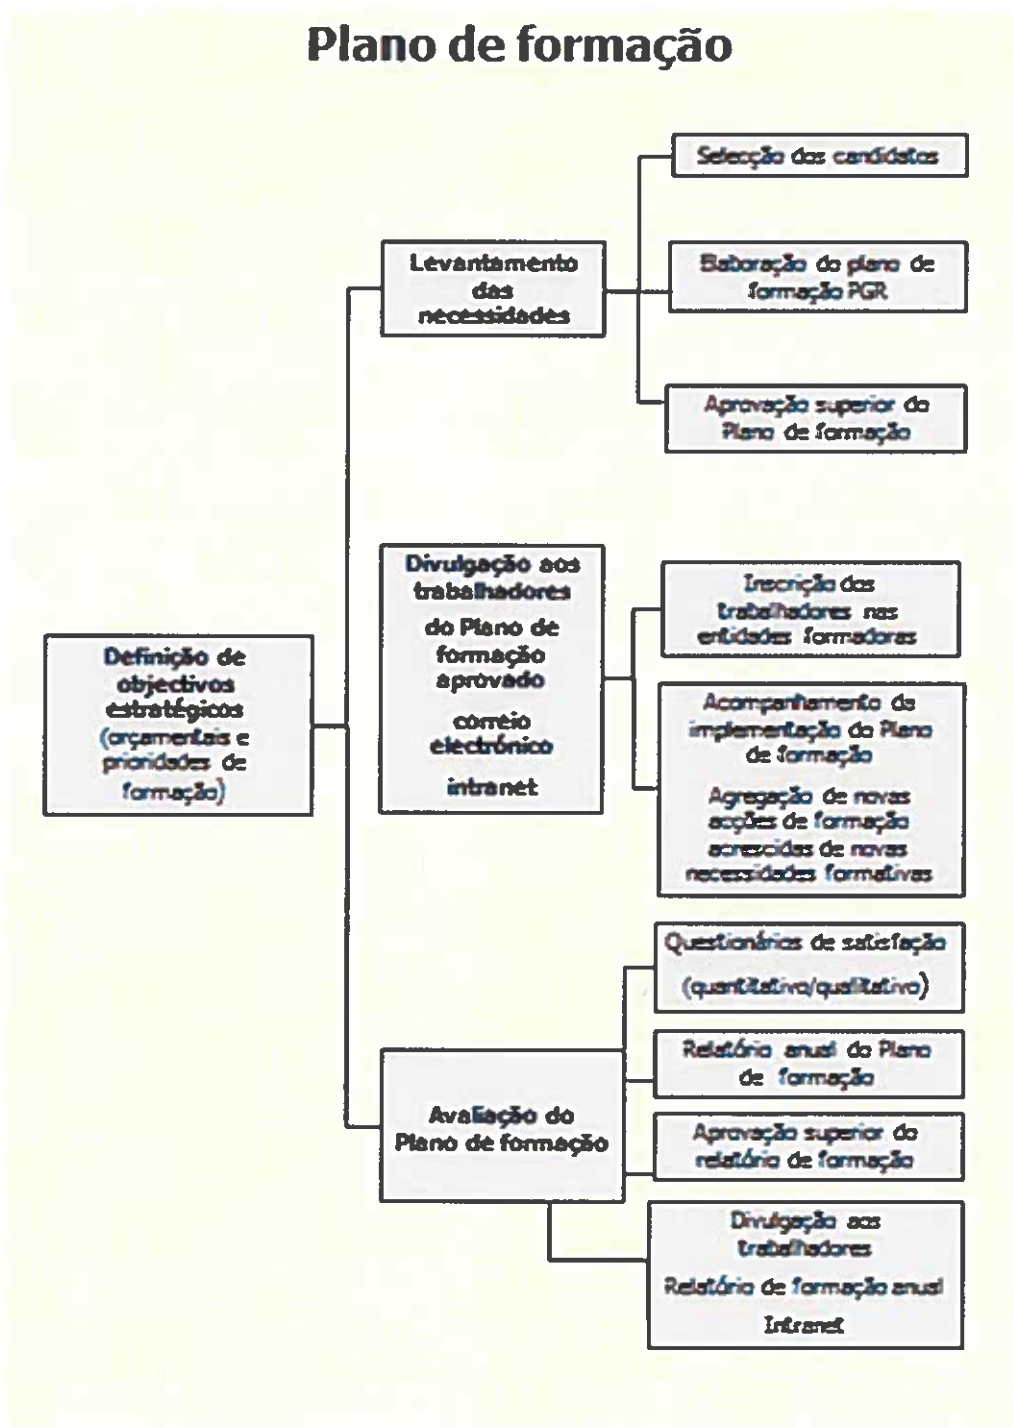 Plano de formação
Selecção dos candidatos
Levantamento
das
necessidades
Elaboração do plano de
formação PGR
Aprovação superior do
Plano de formação
Definição de
objectivos
estratégicos
(orçamentais e
prioridades de
formação)
Divulgação aos
trabalhadores
do Plano de
formação
aprovado
correio
electrónico
intranet
Inscrição dos
trabalhadores nas
entidades formadoras
Acompanhamento da
implementação do Plano
de formação
Agregação de novas
acções de formação
acrescidas de novas
necessidades formativas
Avaliação do
Plano de formação
Questionários de satisfação
(quantitativo/qualitativo)
Relatório anual do Plano
de formação
Aprovação superior do
relatório de formação
Divulgação aos
trabalhadores
Relatório de formação anual
Intranet